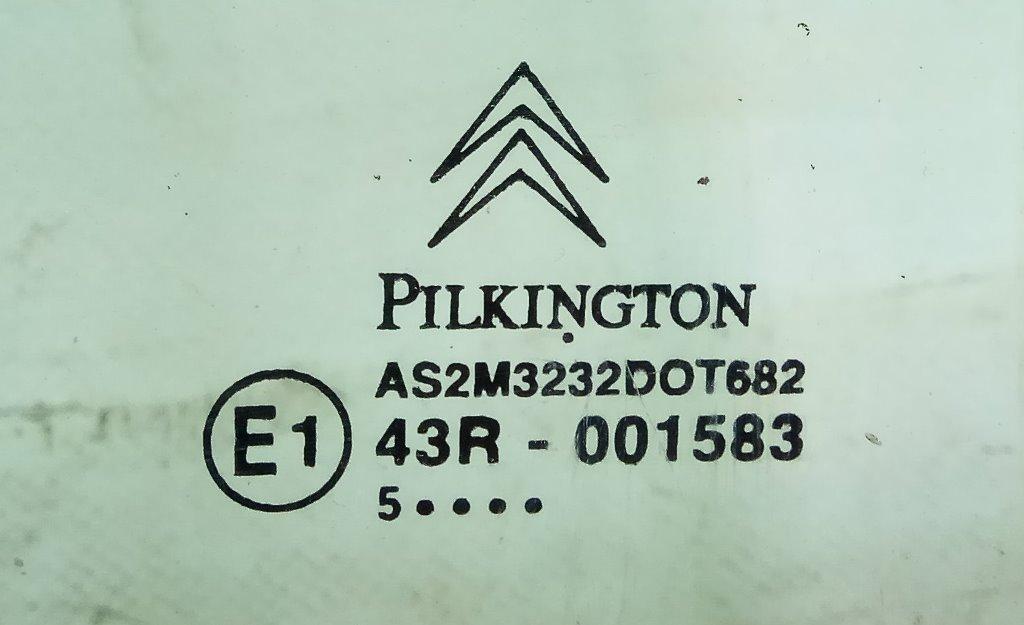 PILKINGTON
AS2M3232DOT682
E1 43R - 001583
5••••